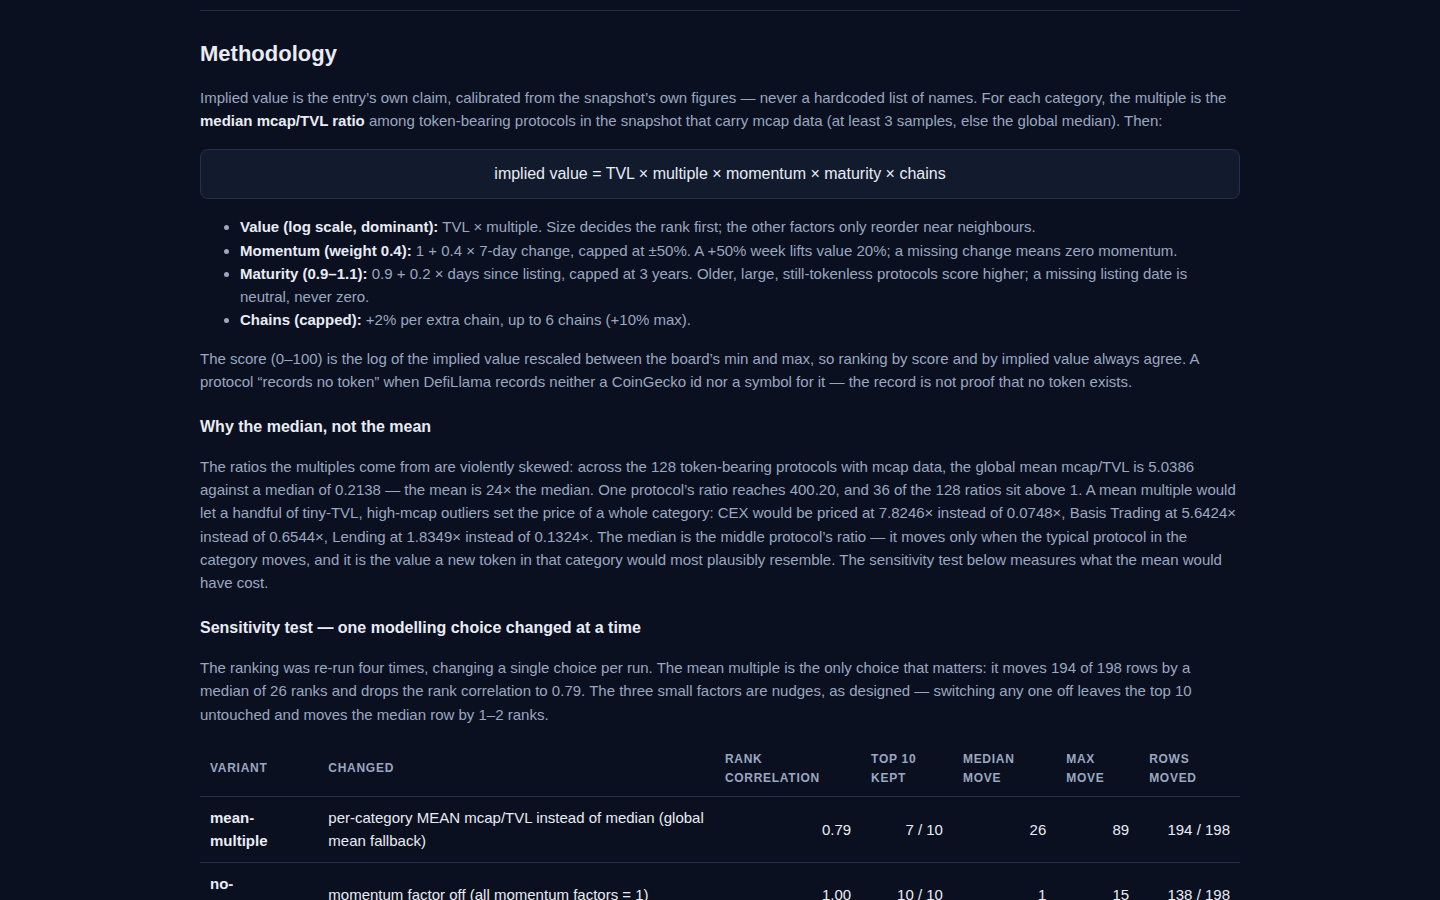 Methodology
Implied value is the entry’s own claim, calibrated from the snapshot’s own figures — never a hardcoded list of names. For each category, the multiple is the
median mcap/TVL ratio among token-bearing protocols in the snapshot that carry mcap data (at least 3 samples, else the global median). Then:
implied value = TVL × multiple × momentum × maturity × chains
• Value (log scale, dominant): TVL × multiple. Size decides the rank first; the other factors only reorder near neighbours.
• Momentum (weight 0.4): 1 + 0.4 × 7-day change, capped at ±50%. A +50% week lifts value 20%; a missing change means zero momentum.
• Maturity (0.9–1.1): 0.9 + 0.2 × days since listing, capped at 3 years. Older, large, still-tokenless protocols score higher; a missing listing date is
neutral, never zero.
• Chains (capped): +2% per extra chain, up to 6 chains (+10% max).
The score (0–100) is the log of the implied value rescaled between the board’s min and max, so ranking by score and by implied value always agree. A
protocol “records no token” when DefiLlama records neither a CoinGecko id nor a symbol for it — the record is not proof that no token exists.
Why the median, not the mean
The ratios the multiples come from are violently skewed: across the 128 token-bearing protocols with mcap data, the global mean mcap/TVL is 5.0386
against a median of 0.2138 — the mean is 24× the median. One protocol’s ratio reaches 400.20, and 36 of the 128 ratios sit above 1. A mean multiple would
let a handful of tiny-TVL, high-mcap outliers set the price of a whole category: CEX would be priced at 7.8246× instead of 0.0748×, Basis Trading at 5.6424×
instead of 0.6544×, Lending at 1.8349× instead of 0.1324×. The median is the middle protocol’s ratio — it moves only when the typical protocol in the
category moves, and it is the value a new token in that category would most plausibly resemble. The sensitivity test below measures what the mean would
have cost.
Sensitivity test — one modelling choice changed at a time
The ranking was re-run four times, changing a single choice per run. The mean multiple is the only choice that matters: it moves 194 of 198 rows by a
median of 26 ranks and drops the rank correlation to 0.79. The three small factors are nudges, as designed — switching any one off leaves the top 10
untouched and moves the median row by 1–2 ranks.
VARIANT CHANGED RANK CORRELATION TOP 10 KEPT MEDIAN MOVE MAX MOVE ROWS MOVED
mean-multiple per-category MEAN mcap/TVL instead of median (global mean fallback) 0.79 7 / 10 26 89 194 / 198
no- momentum factor off (all momentum factors = 1) 1.00 10 / 10 1 15 138 / 198